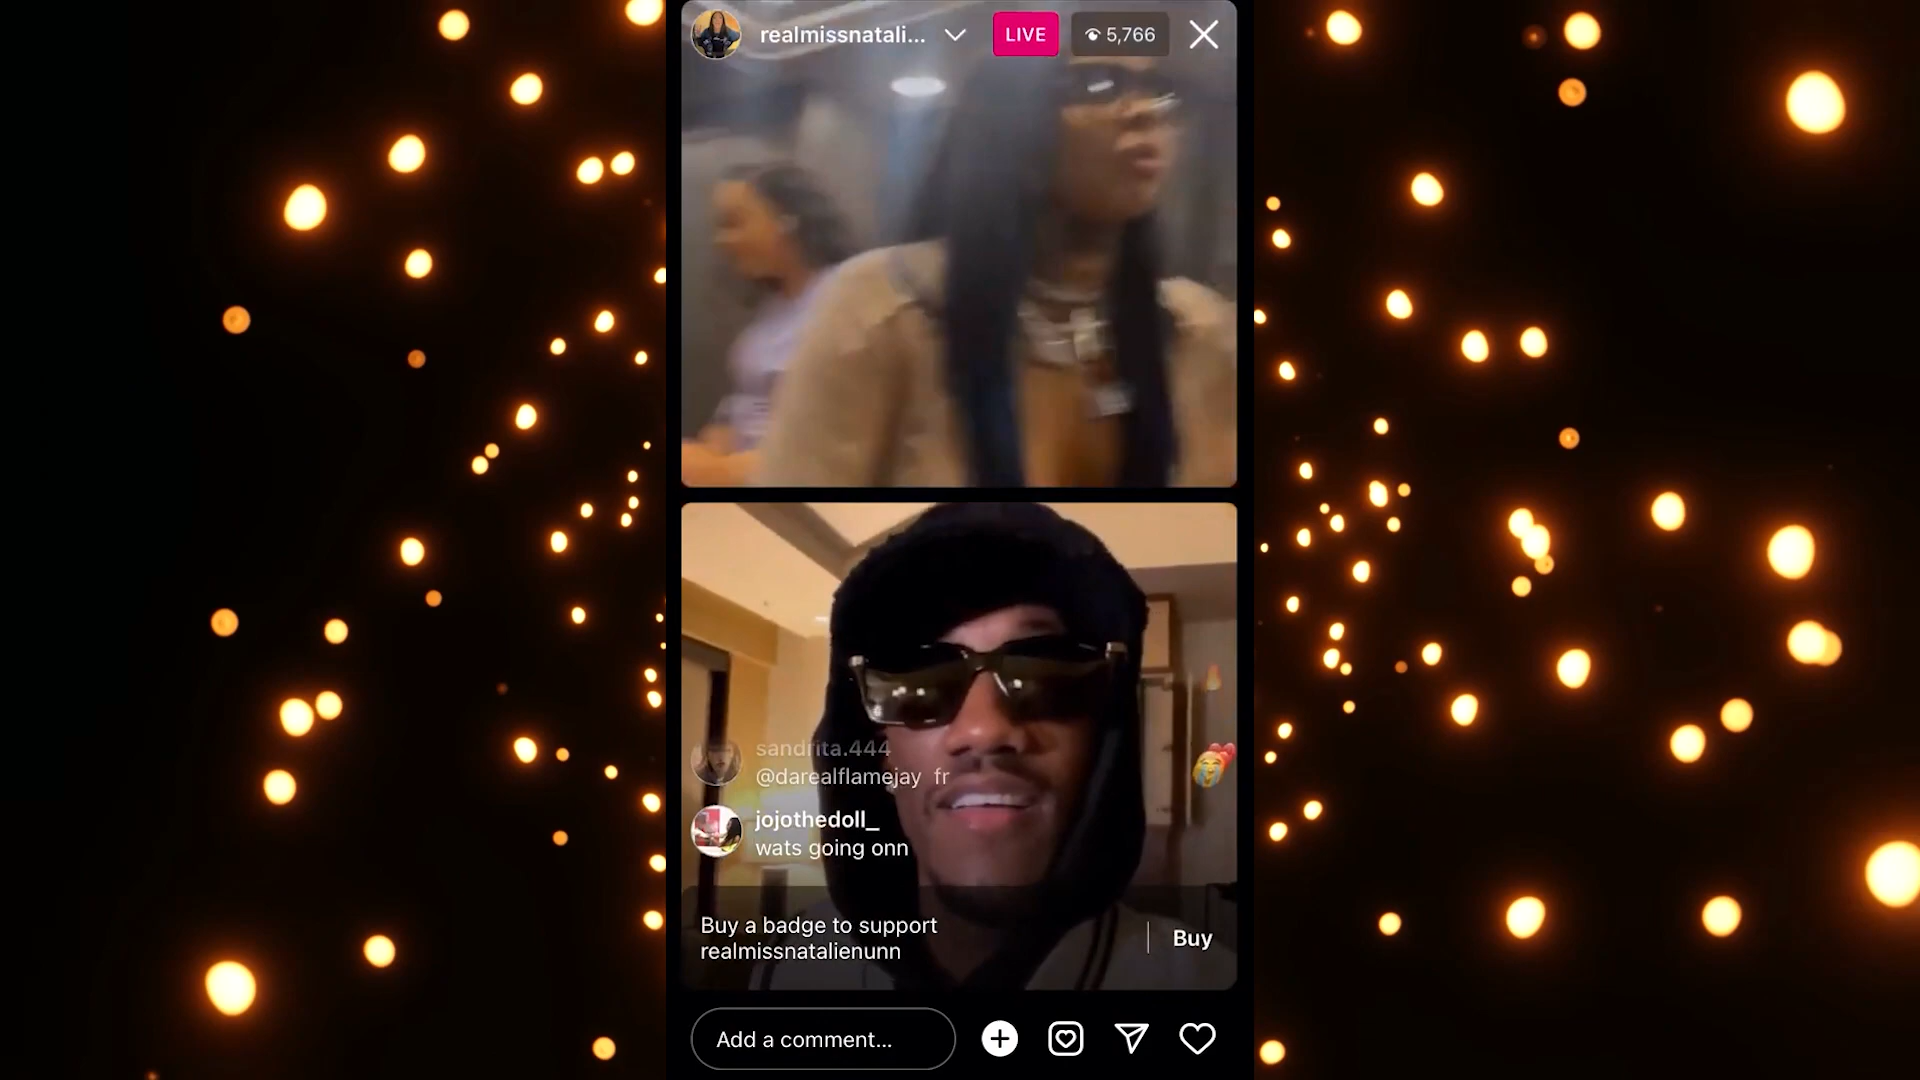 realmissnatali...
LIVE
5,766
sandrita.444
@darealflamejay fr
jojothedoll_
wats going onn
Buy a badge to support
realmissnatalienunn
Buy
Add a comment...